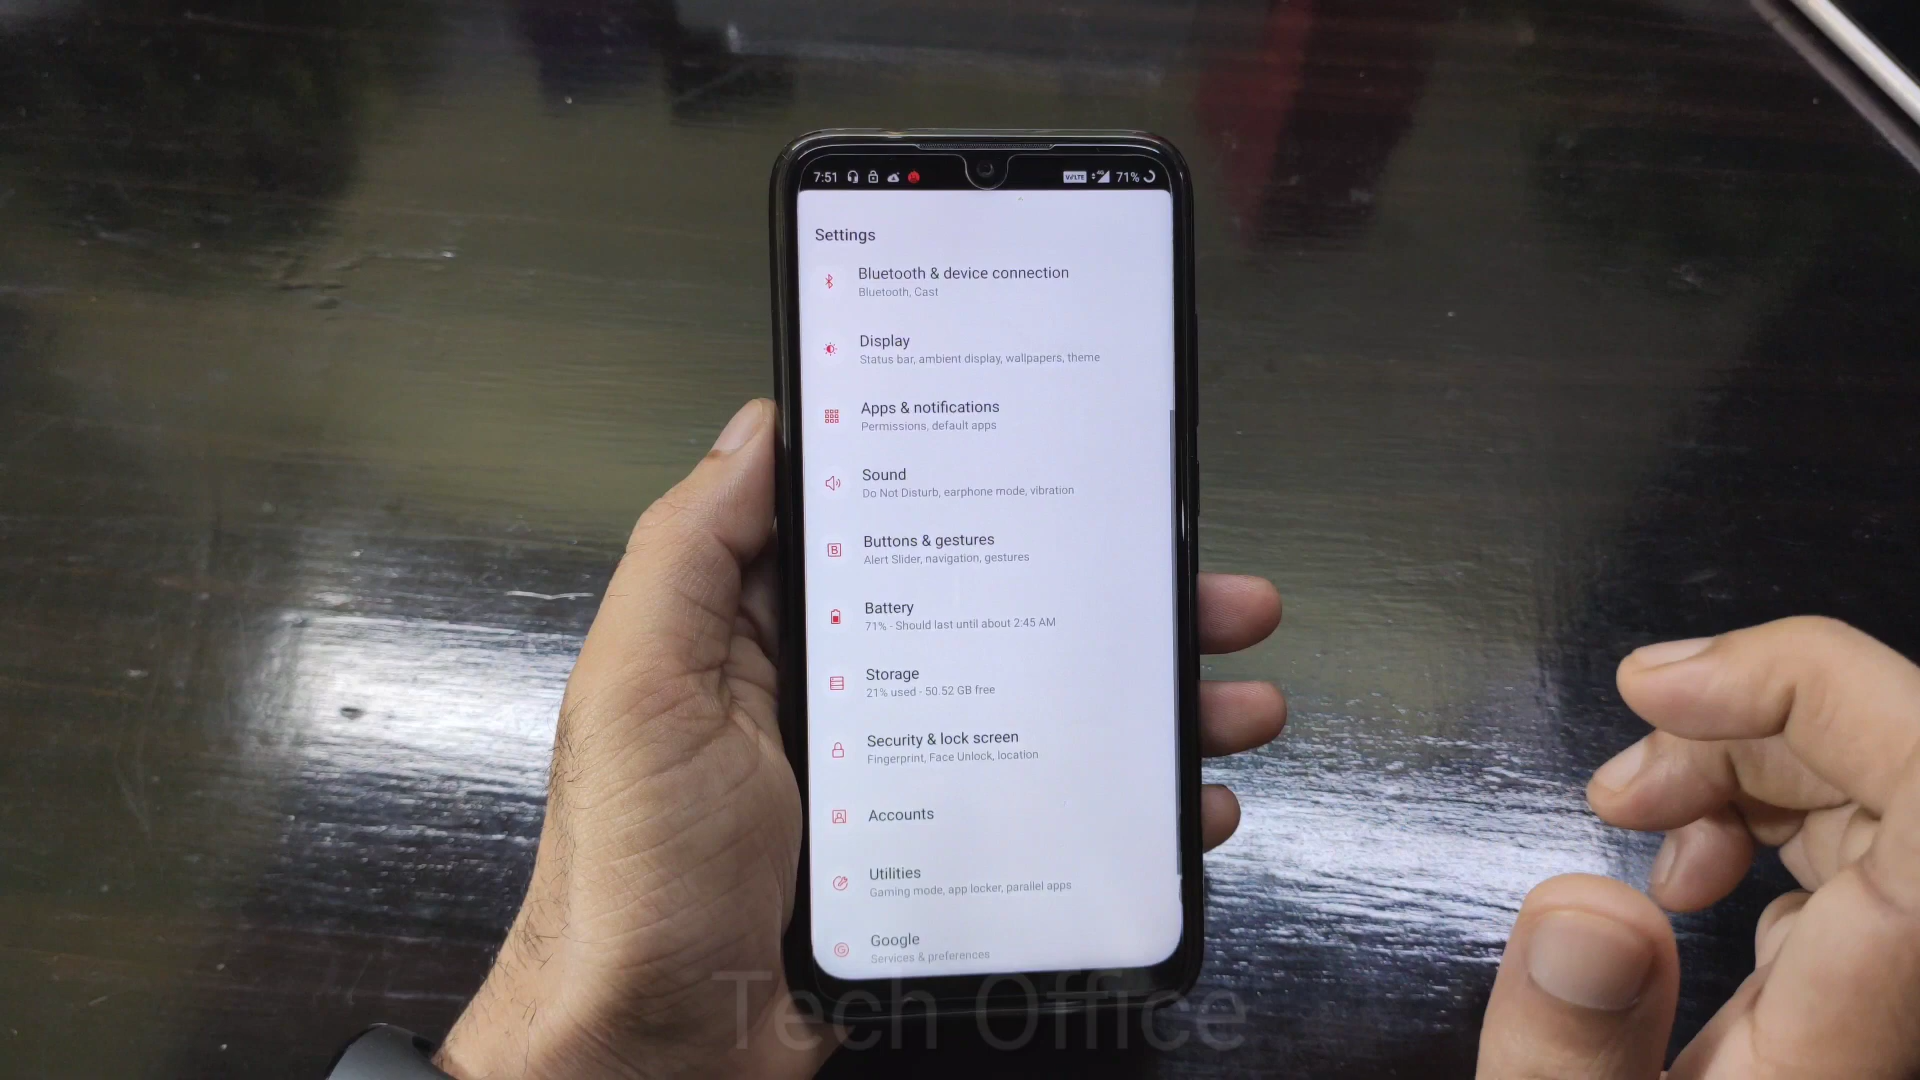 7:51
VoLTE 4G 71%
Settings
Bluetooth & device connection
Bluetooth, Cast
Display
Status bar, ambient display, wallpapers, theme
Apps & notifications
Permissions, default apps
Sound
Do Not Disturb, earphone mode, vibration
B
Buttons & gestures
Alert Slider, navigation, gestures
Battery
71% - Should last until about 2:45 AM
Storage
21% used - 50.52 GB free
Security & lock screen
Fingerprint, Face Unlock, location
Accounts
Utilities
Gaming mode, app locker, parallel apps
G
Google
Services & preferences
Tech Office